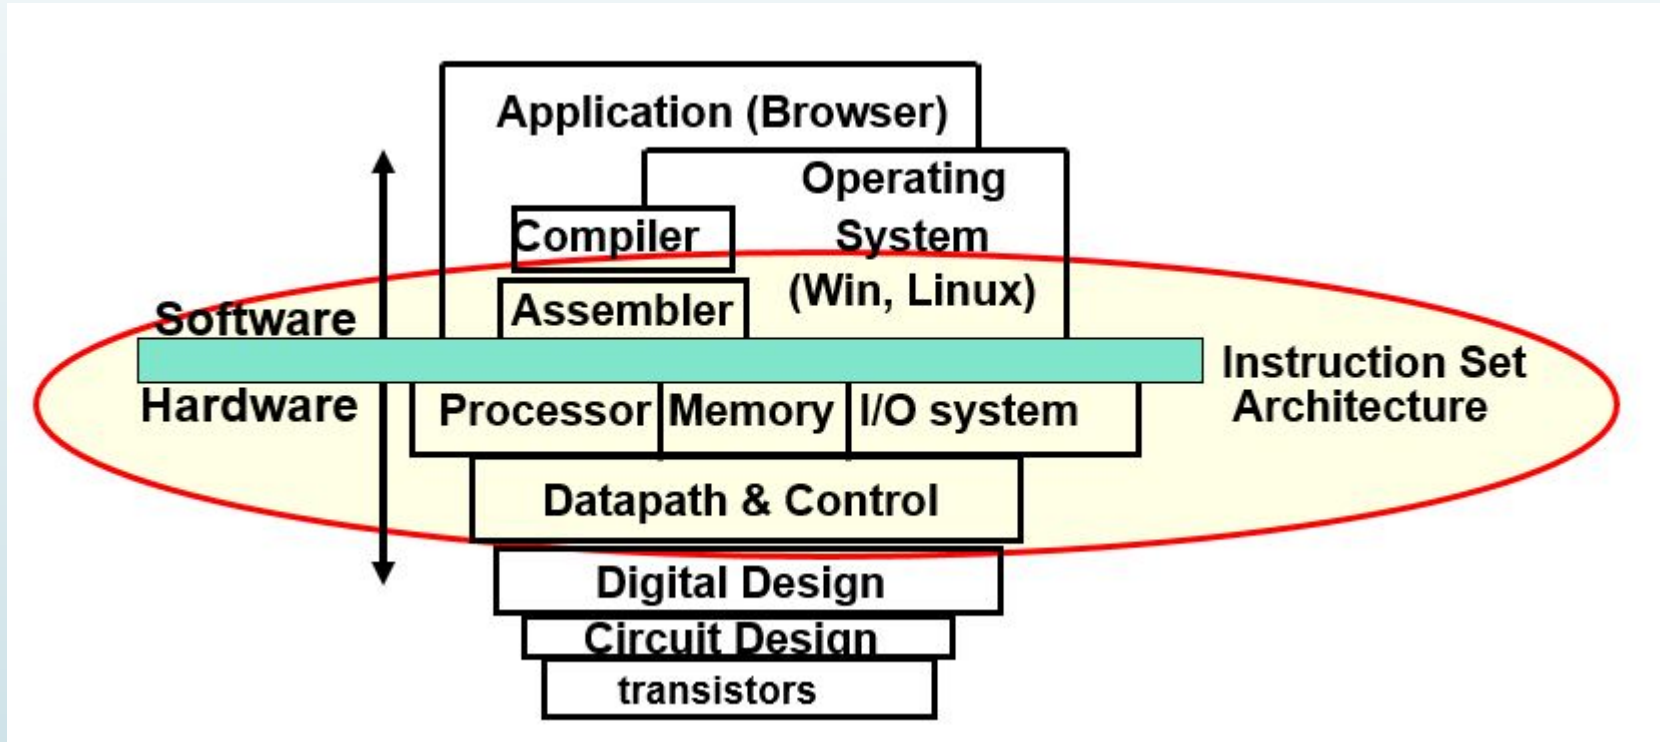 Application (Browser)
Operating
System
(Win, Linux)
Compiler
Assembler
Software
Hardware
Instruction Set
Architecture
Processor
Memory
I/O system
Datapath & Control
Digital Design
Circuit Design
transistors